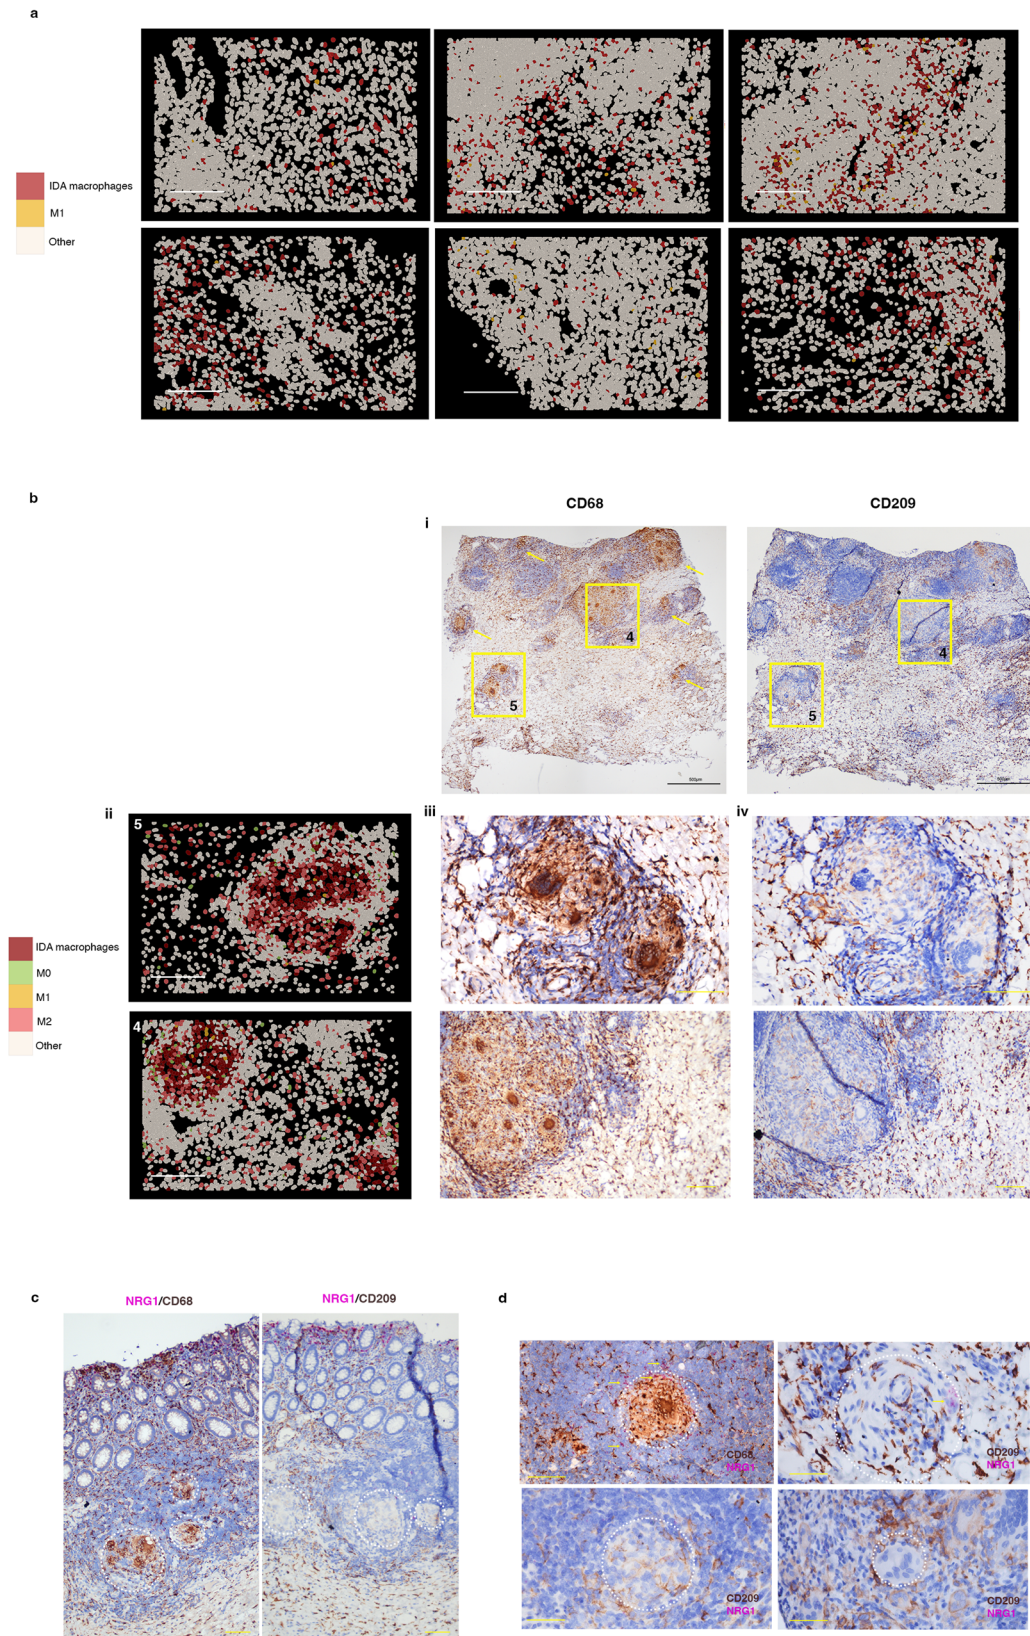 a
IDA macrophages
M1
Other
b
CD68
CD209
i
4
5
4
5
500μm
ii
iii
iv
5
4
IDA macrophages
M0
M1
M2
Other
c
NRG1/CD68
NRG1/CD209
d
CD68
NRG1
CD209
NRG1
CD209
NRG1
CD209
NRG1